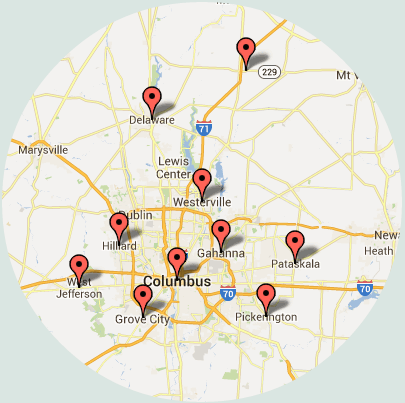 229
Mt V
Delaware
71
Marysville
Lewis
Center
Westerville
Dublin
Hilliard
Gahanna
New
Heath
Pataskala
West
Jefferson
Columbus
70
70
Grove City
Pickerington